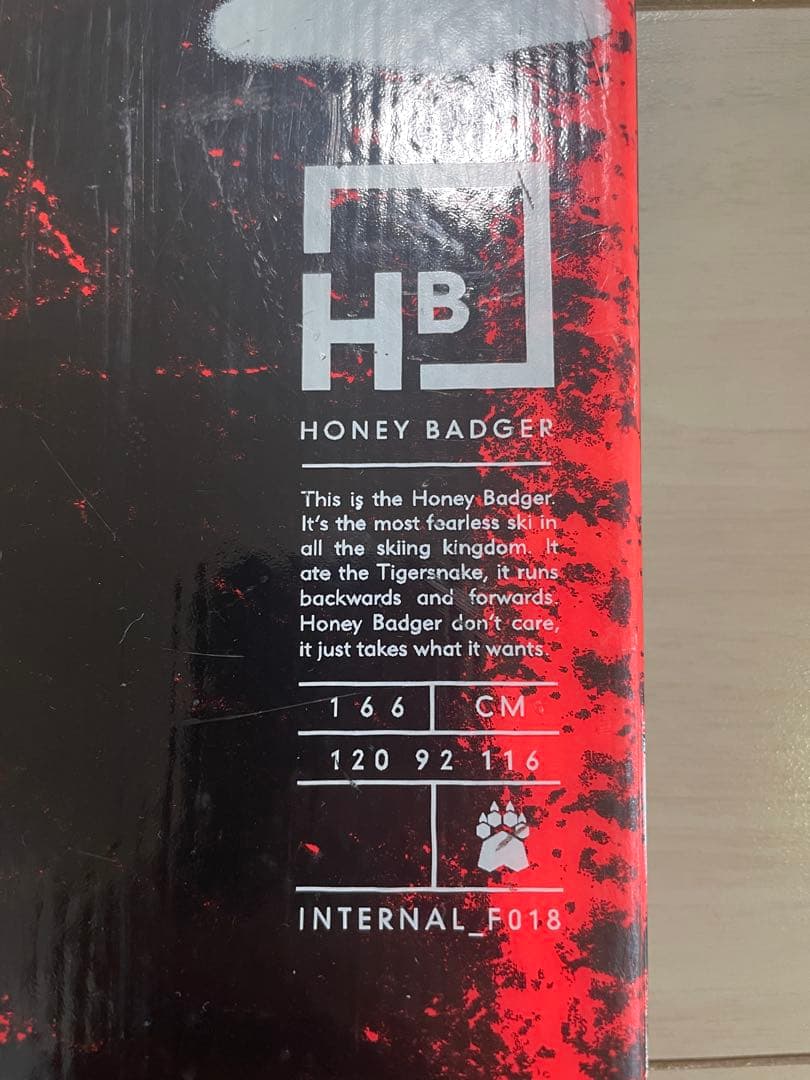 HB
HONEY BADGER
This is the Honey Badger.
It's the most fearless ski in
all the skiing kingdom. It
ate the Tigersnake, it runs
backwards and forwards.
Honey Badger don't care,
it just takes what it wants.
166 CM
120 92 116
INTERNAL_F018